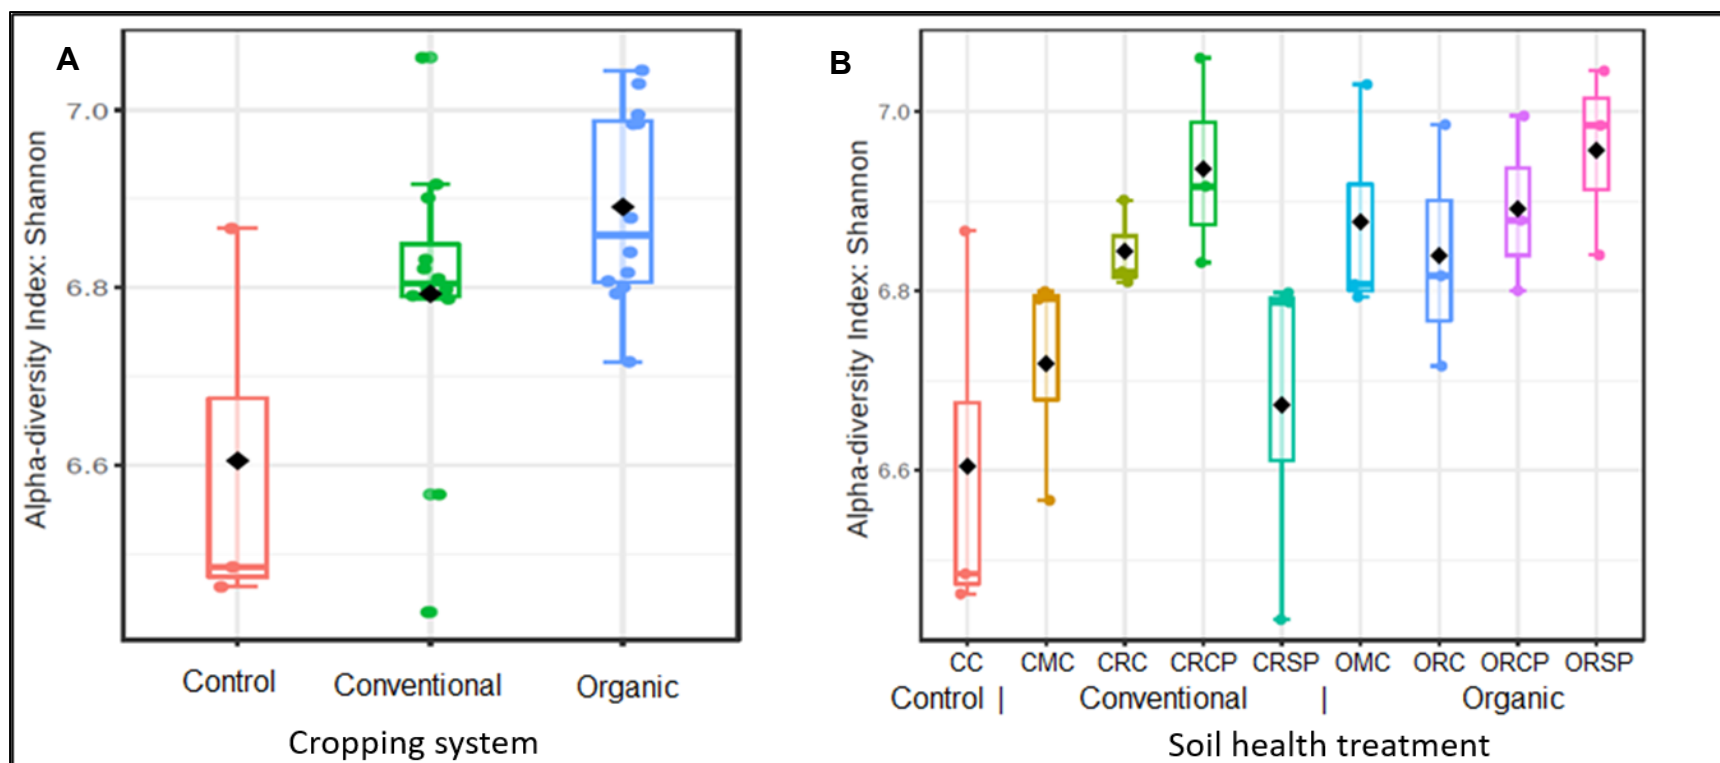 A
Alpha-diversity Index: Shannon
7.0
6.8
6.6
Control Conventional Organic
Cropping system
B
Alpha-diversity Index: Shannon
7.0
6.8
6.6
CC CMC CRC CRCP CRSP OMC ORC ORCP ORSP
Control | Conventional | Organic
Soil health treatment